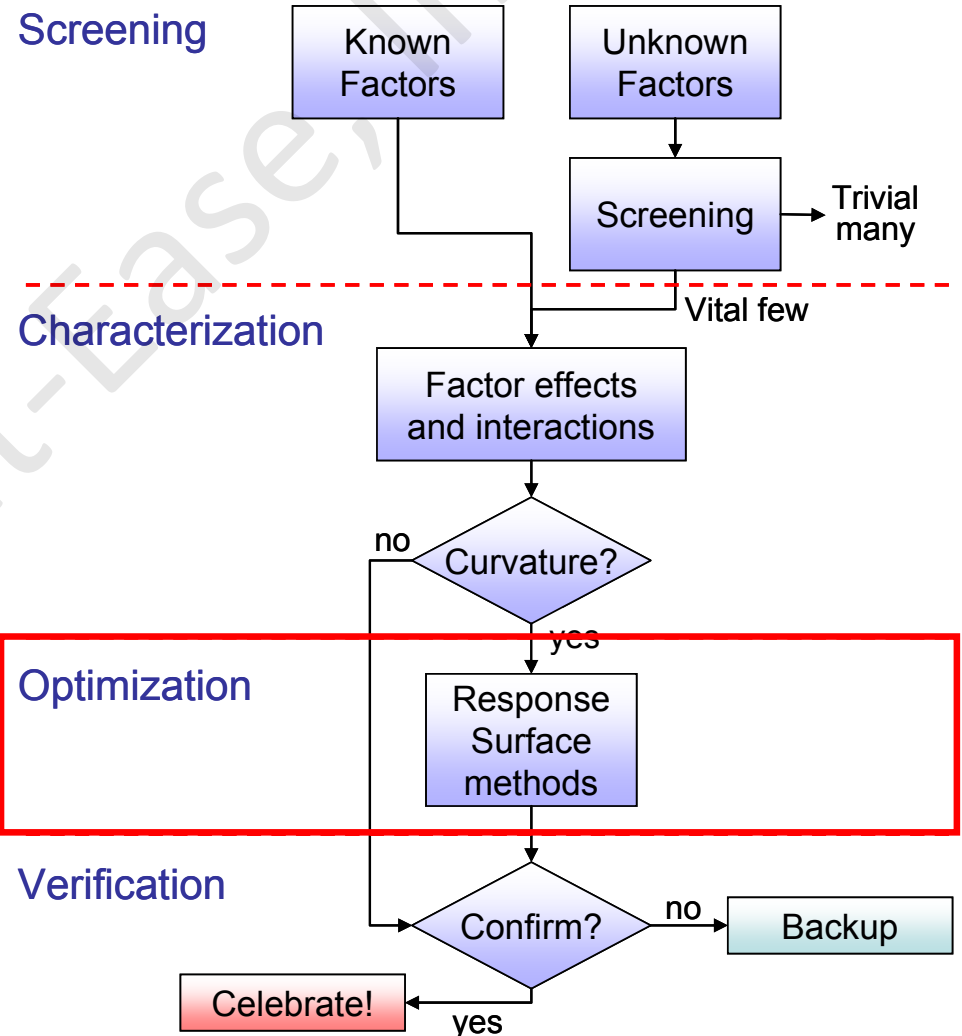 Screening
Known
Factors
Unknown
Factors
Screening
Trivial
many
Vital few
Characterization
Factor effects
and interactions
no
Curvature?
yes
Optimization
Response
Surface
methods
Verification
Confirm?
no
Backup
Celebrate!
yes